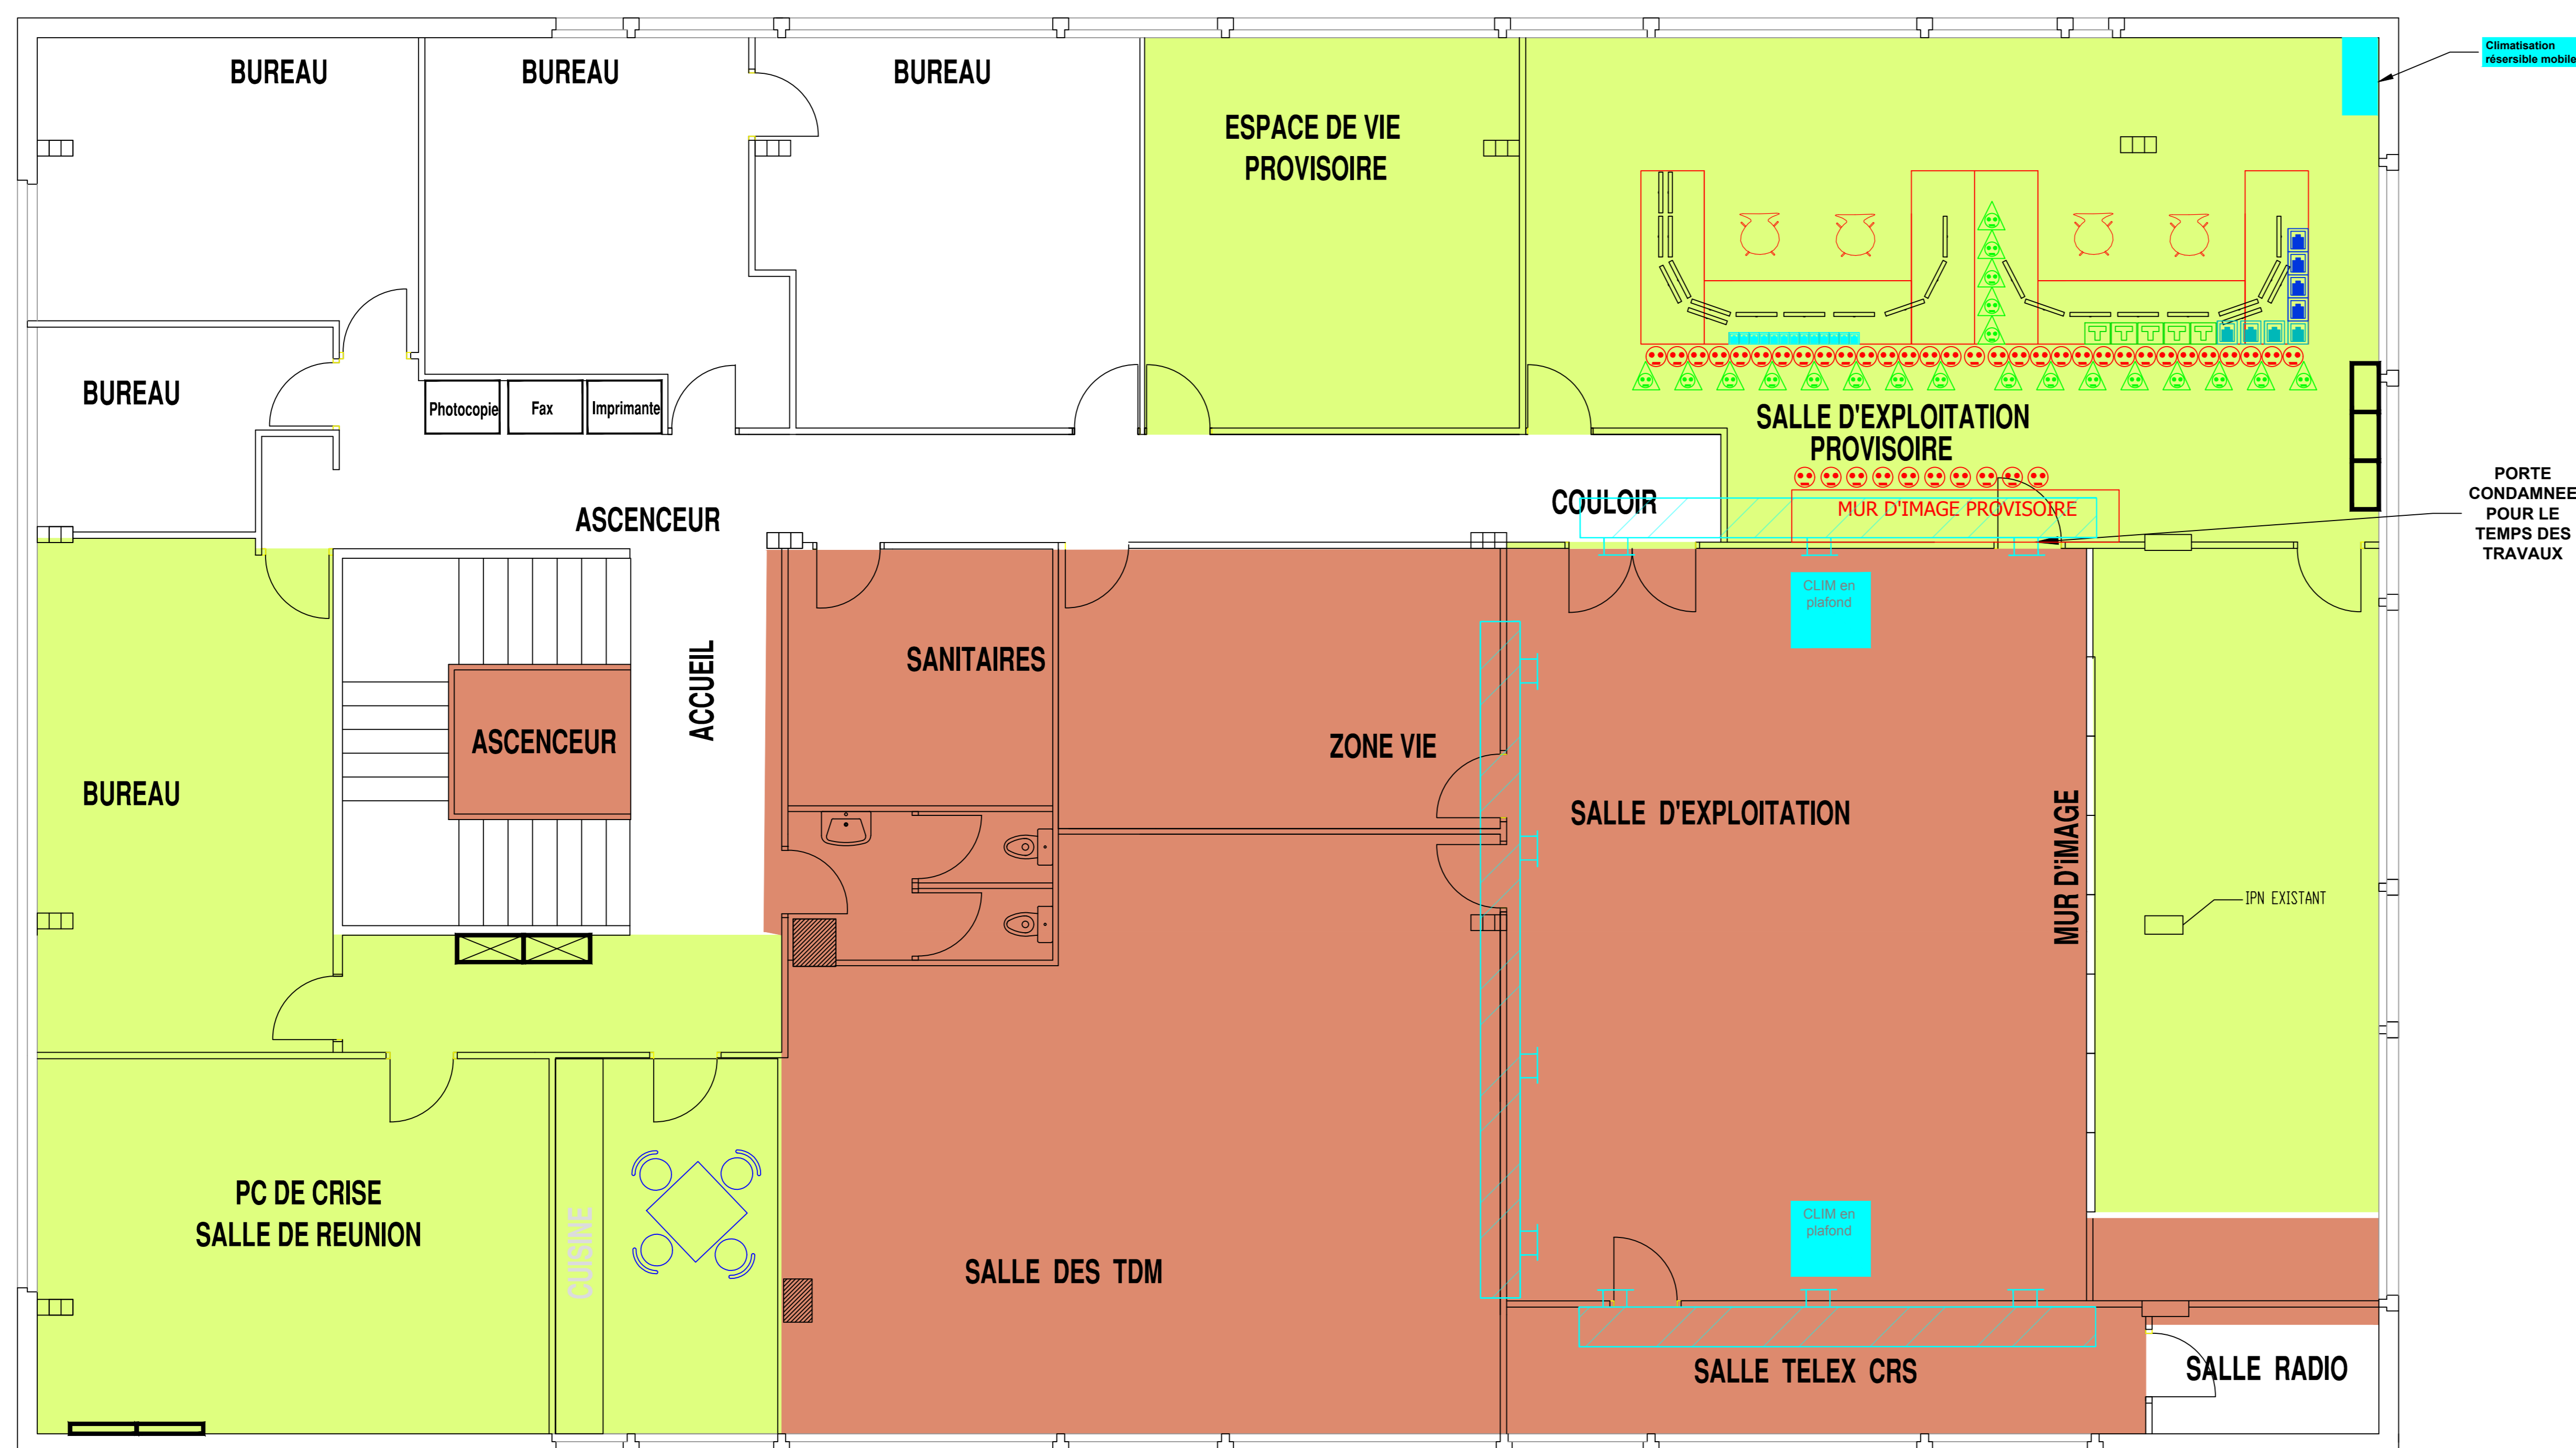 BUREAU
BUREAU
BUREAU
Climatisation
résersible mobile
ESPACE DE VIE
PROVISOIRE
BUREAU
Photocopie
Fax
Imprimante
SALLE D'EXPLOITATION
PROVISOIRE
COULOIR
MUR D'IMAGE PROVISOIRE
PORTE
CONDAMNEE
POUR LE
TEMPS DES
TRAVAUX
ASCENCEUR
CLIM en
plafond
SANITAIRES
ACCUEIL
ASCENCEUR
ZONE VIE
BUREAU
SALLE D'EXPLOITATION
MUR D'iMAGE
IPN EXISTANT
PC DE CRISE
SALLE DE REUNION
CUISINE
CLIM en
plafond
SALLE DES TDM
SALLE TELEX CRS
SALLE RADIO